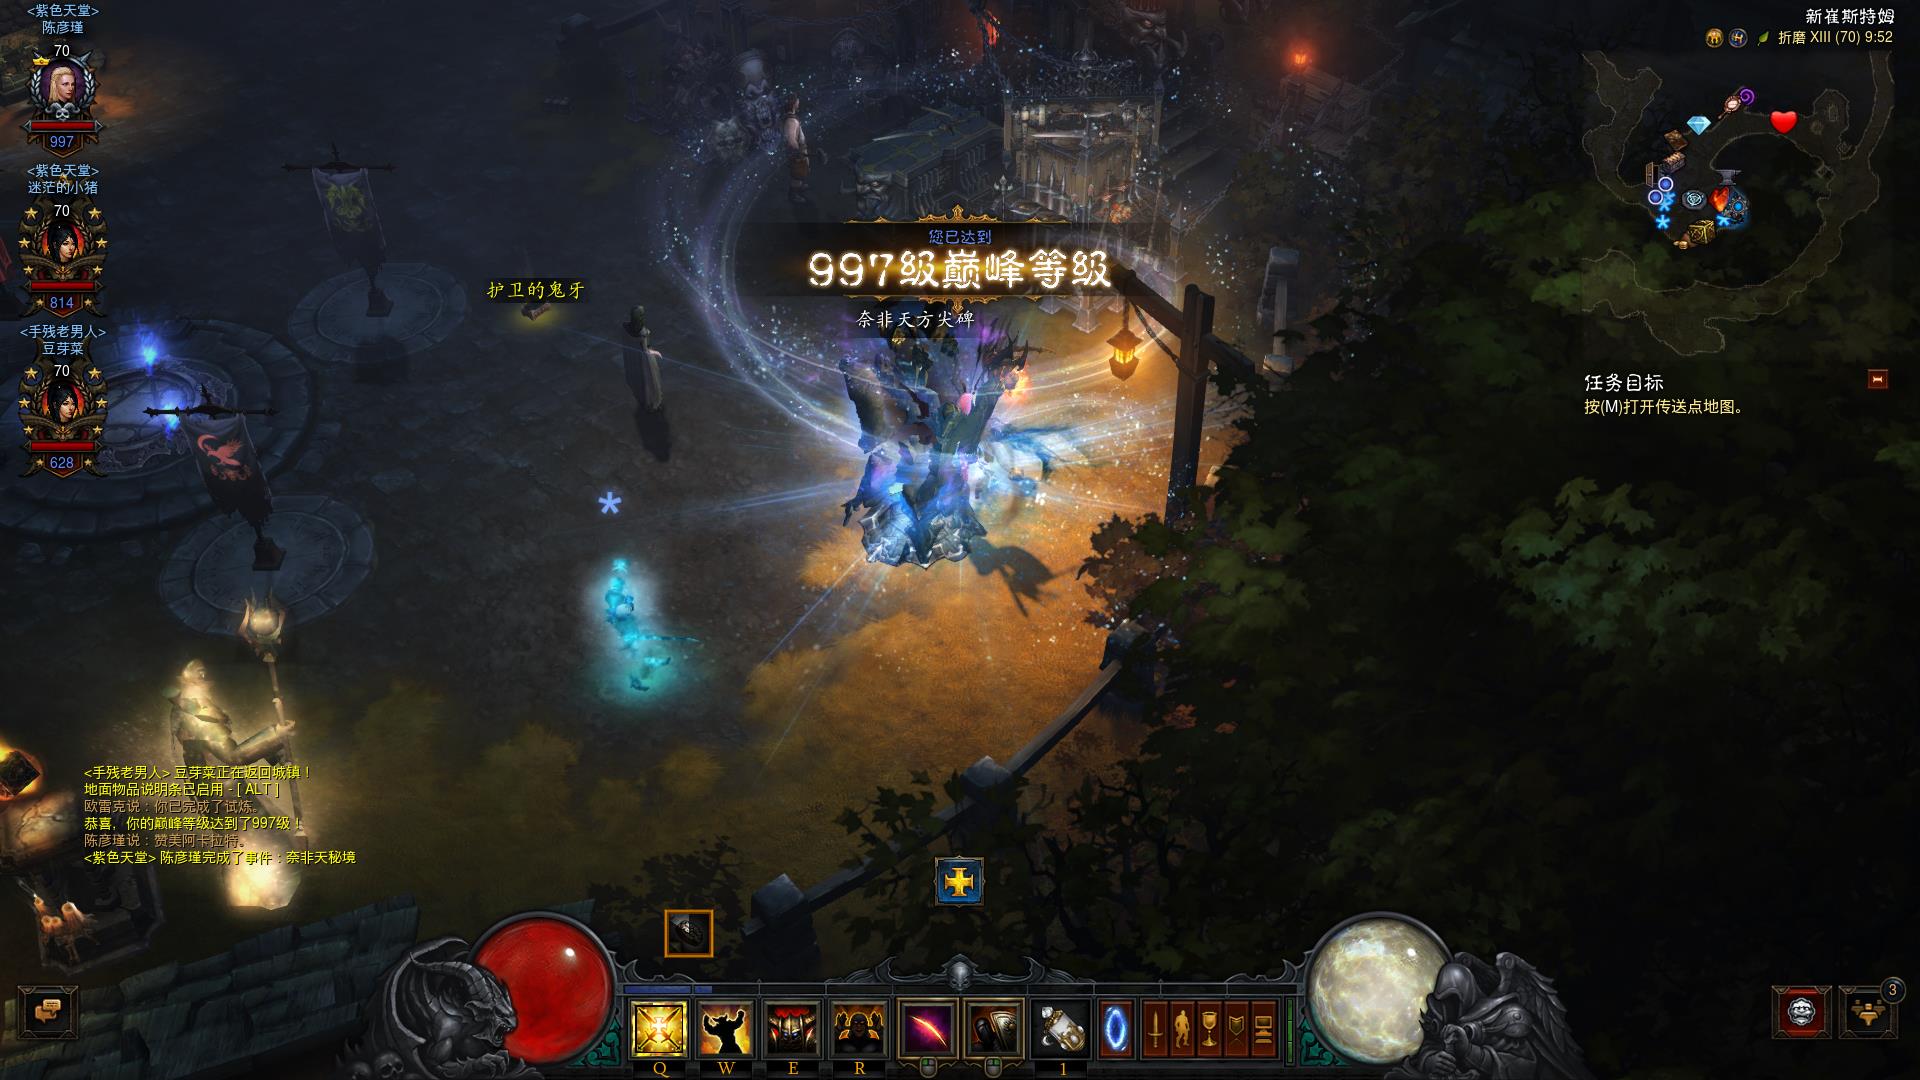 <紫色天堂>
陈彦瑾
70
997
<紫色天堂>
迷茫的小猪
70
814
<手残老男人>
豆芽菜
70
628
新崔斯特姆
折磨 XIII (70) 9:52
您已达到
997级巅峰等级
奈非天方尖碑
护卫的鬼牙
任务目标
按(M)打开传送点地图。
<手残老男人> 豆芽菜正在返回城镇！
地面物品说明条已启用 - [ ALT ]
欧雷克说：你已完成了试炼。
恭喜，你的巅峰等级达到了997级！
陈彦瑾说：赞美阿卡拉特。
<紫色天堂> 陈彦瑾完成了事件：奈非天秘境
Q
W
E
R
1
3